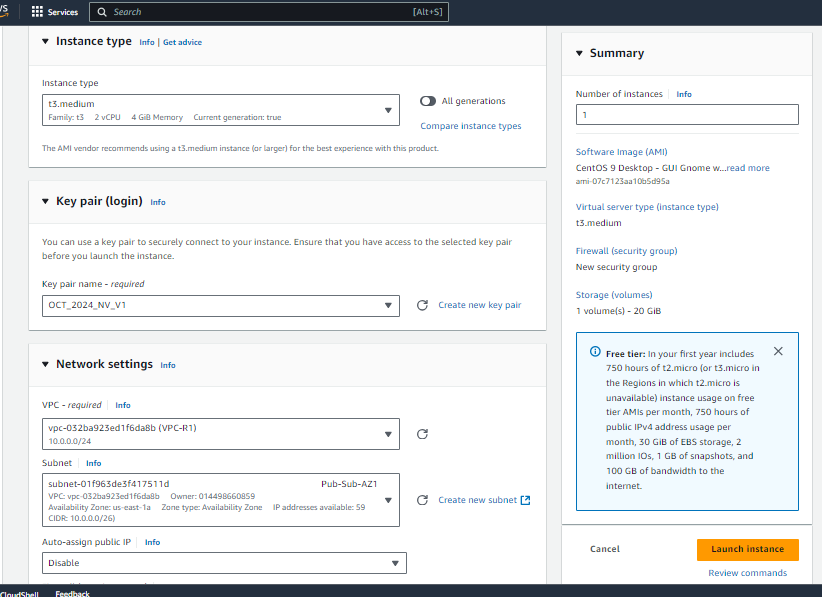 Services
Search [Alt+S]
Instance type Info | Get advice
Instance type
t3.medium
Family: t3 2 vCPU 4 GiB Memory Current generation: true
All generations
Compare instance types
The AMI vendor recommends using a t3.medium instance (or larger) for the best experience with this product.
Key pair (login) Info
You can use a key pair to securely connect to your instance. Ensure that you have access to the selected key pair
before you launch the instance.
Key pair name - required
OCT_2024_NV_V1
Create new key pair
Network settings Info
VPC - required Info
vpc-032ba923ed1f6da8b (VPC-R1)
10.0.0.0/24
Subnet Info
subnet-01f963de3f417511d Pub-Sub-AZ1
VPC: vpc-032ba923ed1f6da8b Owner: 014498660859
Availability Zone: us-east-1a Zone type: Availability Zone IP addresses available: 59
CIDR: 10.0.0.0/26)
Create new subnet
Auto-assign public IP Info
Disable
Summary
Number of instances Info
1
Software Image (AMI)
CentOS 9 Desktop - GUI Gnome w...read more
ami-07c7123aa10b5d95a
Virtual server type (instance type)
t3.medium
Firewall (security group)
New security group
Storage (volumes)
1 volume(s) - 20 GiB
Free tier: In your first year includes
750 hours of t2.micro (or t3.micro in
the Regions in which t2.micro is
unavailable) instance usage on free
tier AMIs per month, 750 hours of
public IPv4 address usage per
month, 30 GiB of EBS storage, 2
million IOs, 1 GB of snapshots, and
100 GB of bandwidth to the
internet.
Cancel
Launch instance
Review commands
CloudShell Feedback